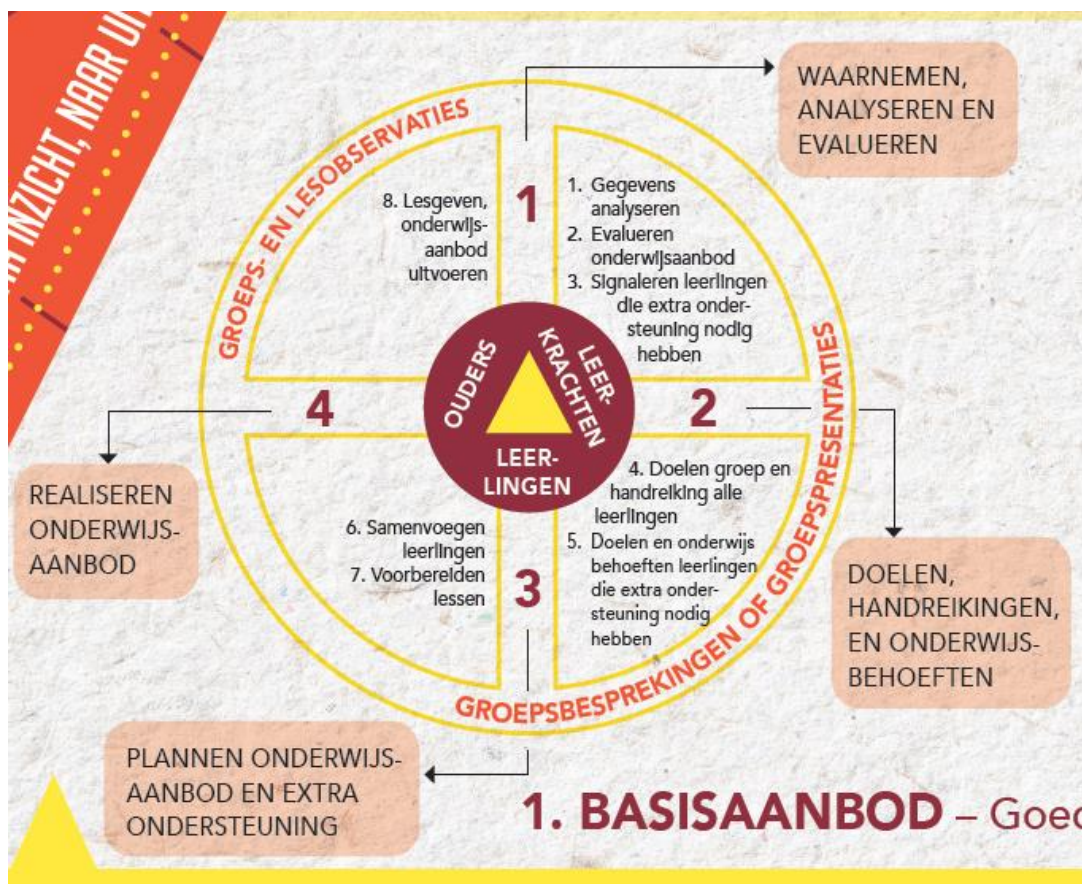 INZICHT, NAAR
GROEPS- EN LESOBSERVATIES
WAARNEMEN,
ANALYSEREN EN
EVALUEREN
1
1. Gegevens
analyseren
2. Evalueren
onderwijsaanbod
3. Signaleren leerlingen
die extra onder-
steuning nodig
hebben
8. Lesgeven,
onderwijs-
aanbod
uitvoeren
OUDERS
LEER-
KRACHTEN
LEER-
LINGEN
4
2
REALISEREN
ONDERWIJS-
AANBOD
4. Doelen groep en
handreiking alle
leerlingen
5. Doelen en onderwijs
behoeften leerlingen
die extra onder-
steuning nodig
hebben
6. Samenvoegen
leerlingen
7. Voorbereiden
lessen
3
DOELEN,
HANDREIKINGEN,
EN ONDERWIJS-
BEHOEFTEN
GROEPSBESPREKINGEN OF GROEPSPRESENTATIES
PLANNEN ONDERWIJS-
AANBOD EN EXTRA
ONDERSTEUNING
1. BASISAANBOD – Goed